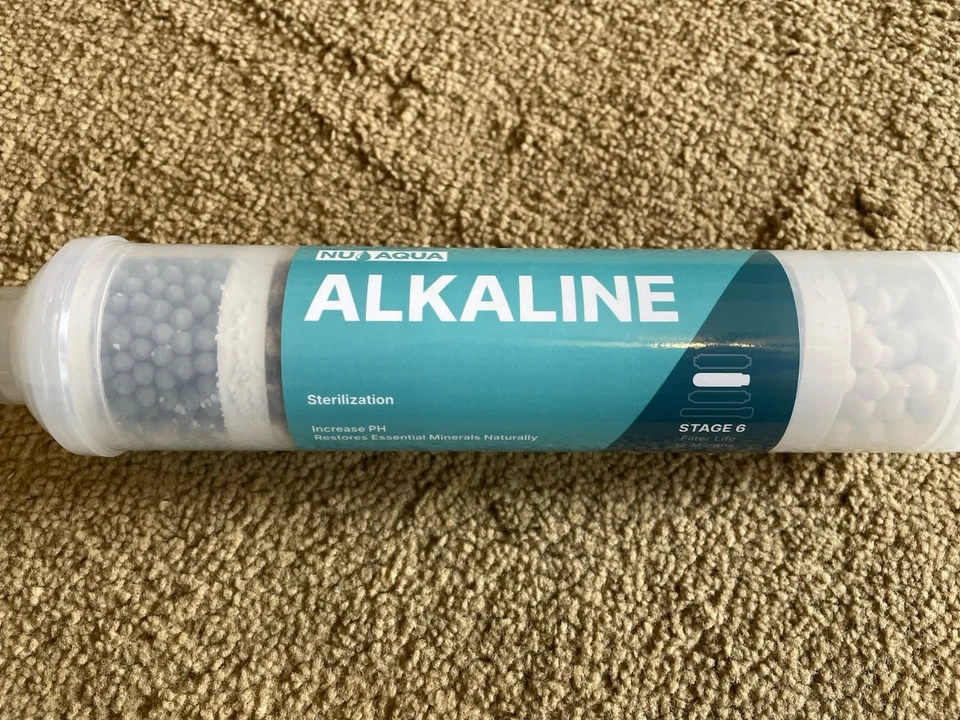 NU AQUA
ALKALINE
Sterilization
Increase PH
Restores Essential Minerals Naturally
STAGE 6
Filter Life